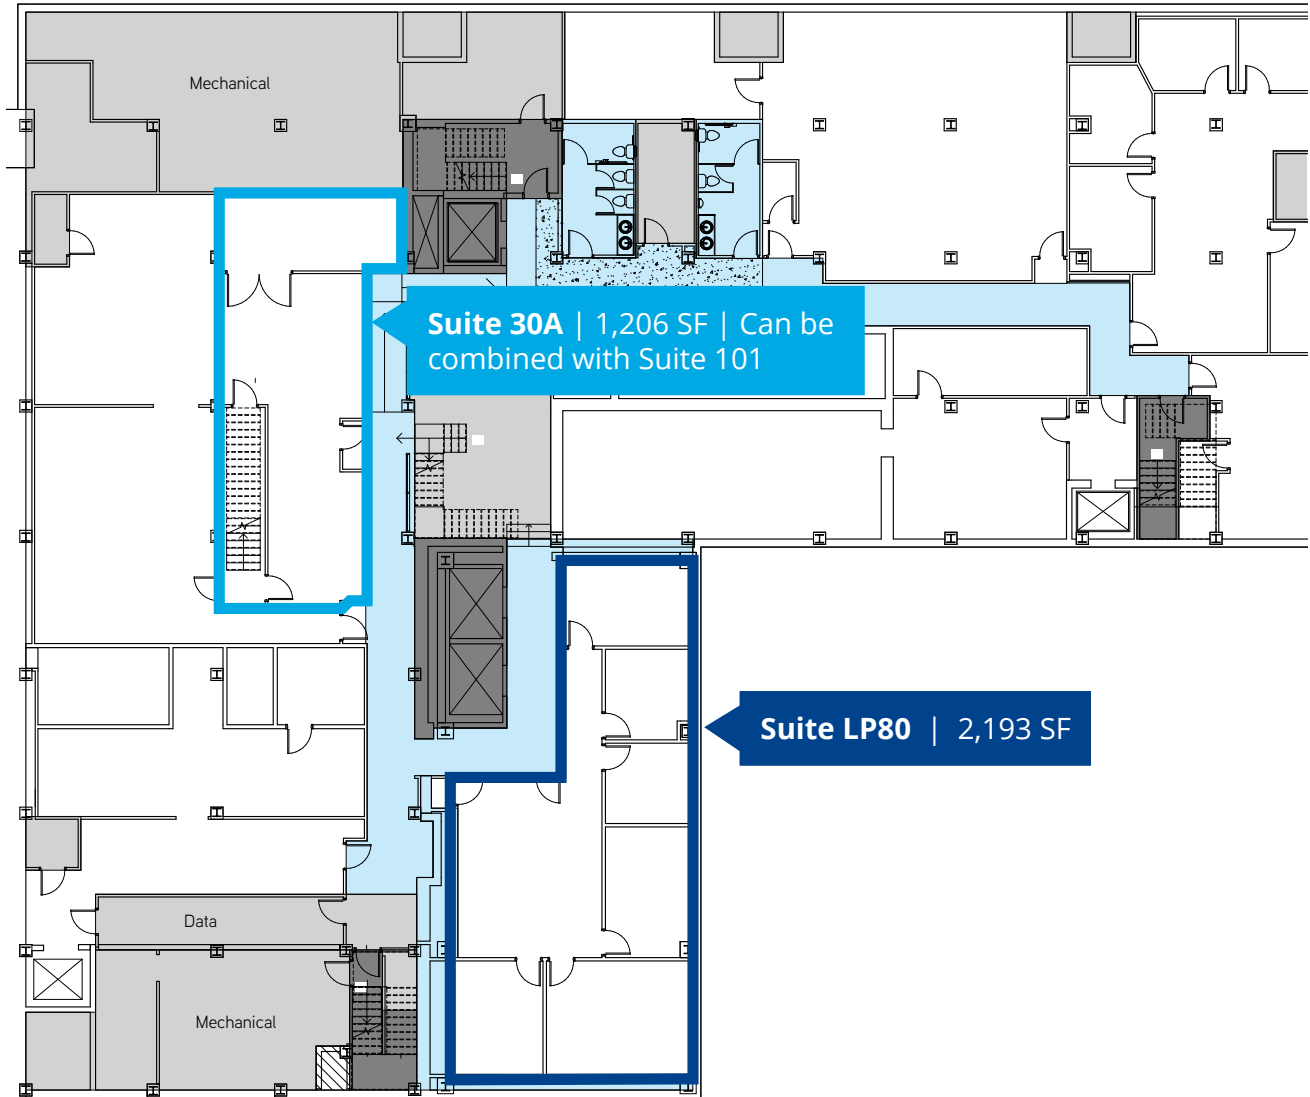 Mechanical
Suite 30A | 1,206 SF | Can be
combined with Suite 101
Suite LP80 | 2,193 SF
Data
Mechanical